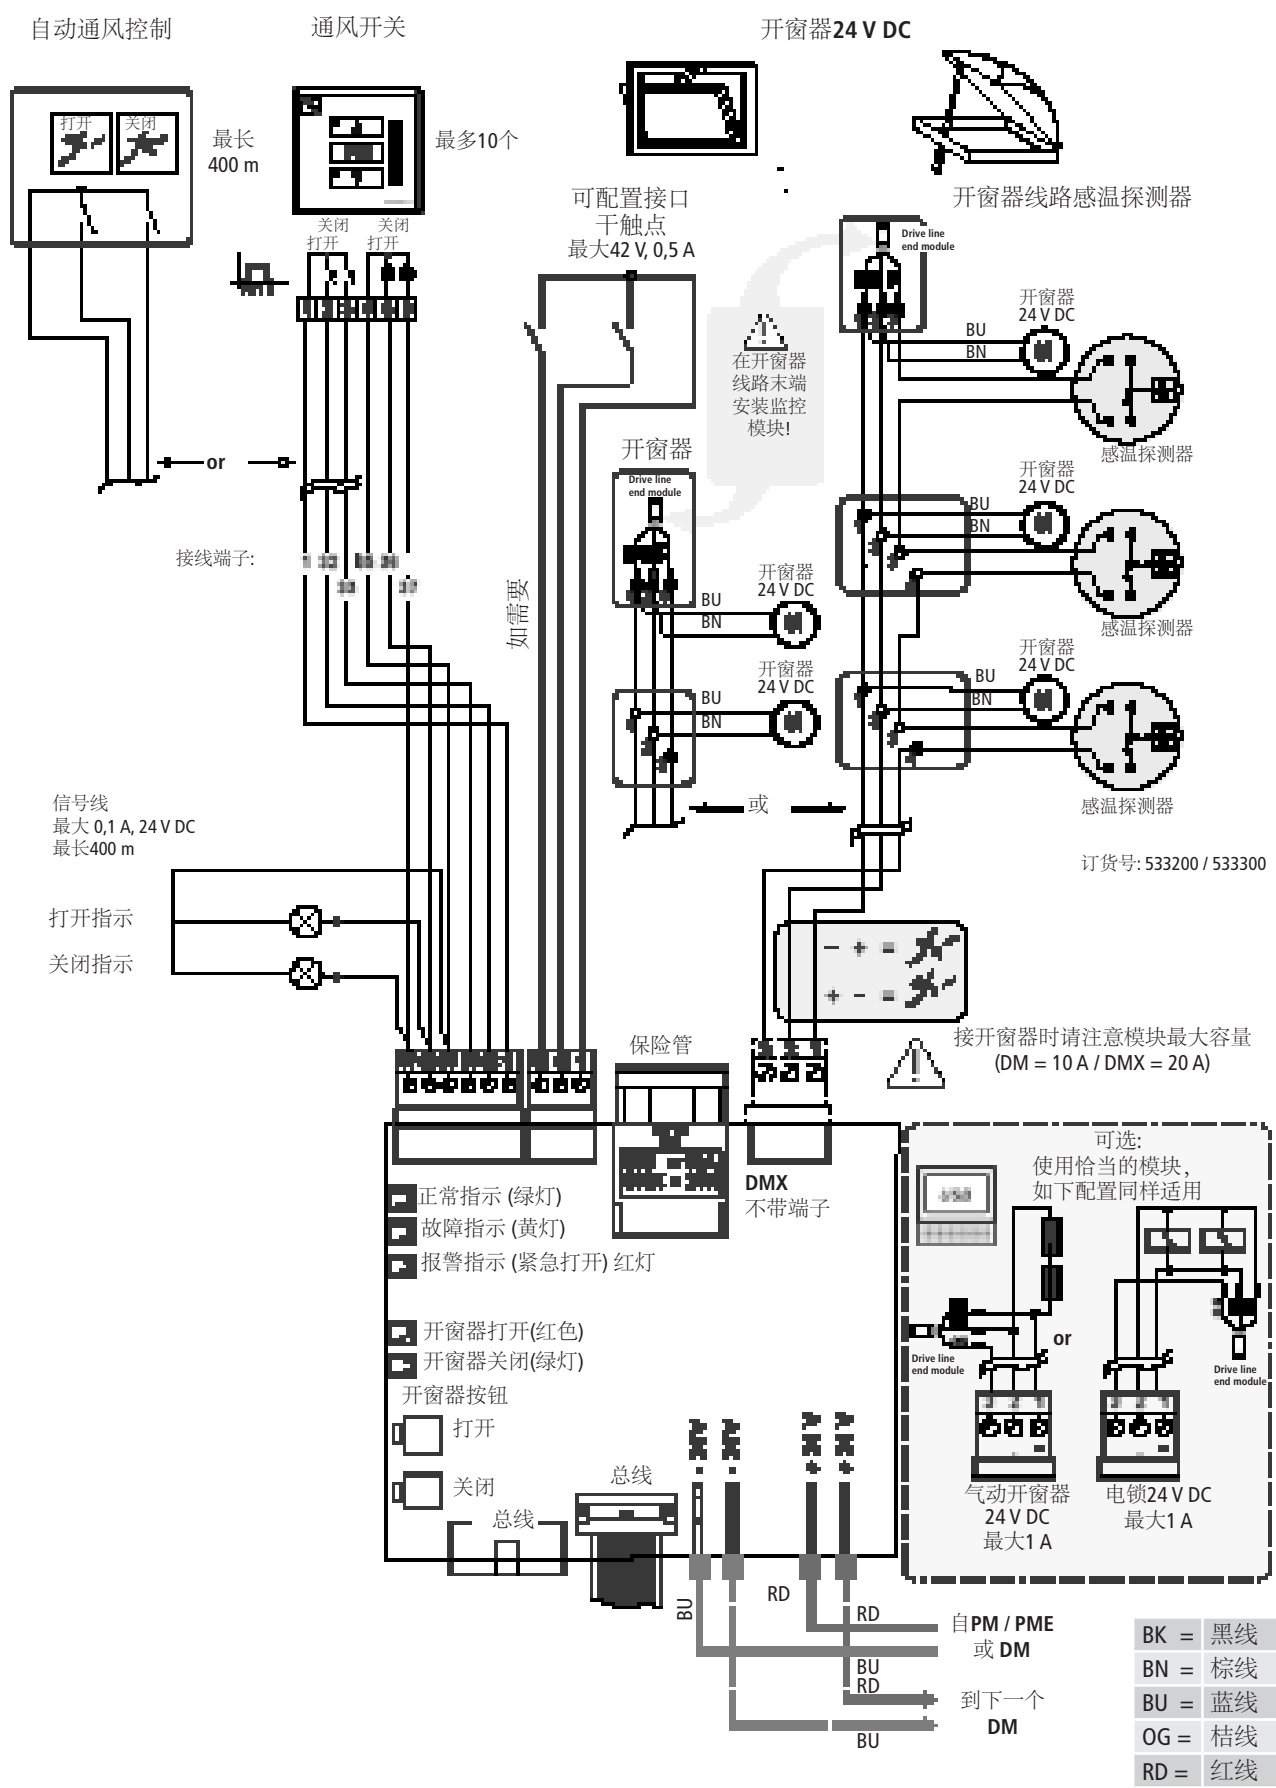 自动通风控制
通风开关
开窗器24 V DC
打开
关闭
最长
400 m
最多10个
关闭 关闭
打开 打开
可配置接口
干触点
最大42 V, 0,5 A
开窗器线路感温探测器
Drive line
end module
在开窗器
线路末端
安装监控
模块!
开窗器
24 V DC
BU
BN
感温探测器
or
开窗器
Drive line
end module
开窗器
24 V DC
BU
BN
感温探测器
接线端子:
如需要
开窗器
24 V DC
BU
BN
开窗器
24 V DC
BU
BN
开窗器
24 V DC
BU
BN
感温探测器
或
信号线
最大 0,1 A, 24 V DC
最长400 m
订货号: 533200 / 533300
打开指示
关闭指示
− + =
+ − =
保险管
接开窗器时请注意模块最大容量
(DM = 10 A / DMX = 20 A)
DMX
不带端子
正常指示 (绿灯)
故障指示 (黄灯)
报警指示 (紧急打开) 红灯
开窗器打开(红色)
开窗器关闭(绿灯)
开窗器按钮
打开
关闭
总线
总线
可选:
使用恰当的模块,
如下配置同样适用
or
Drive line
end module
Drive line
end module
3 2 1
3 2 1
气动开窗器
24 V DC
最大1 A
电锁24 V DC
最大1 A
BU
RD
RD
自PM / PME
或 DM
BU
RD
到下一个
DM
BU
BK = 黑线
BN = 棕线
BU = 蓝线
OG = 桔线
RD = 红线